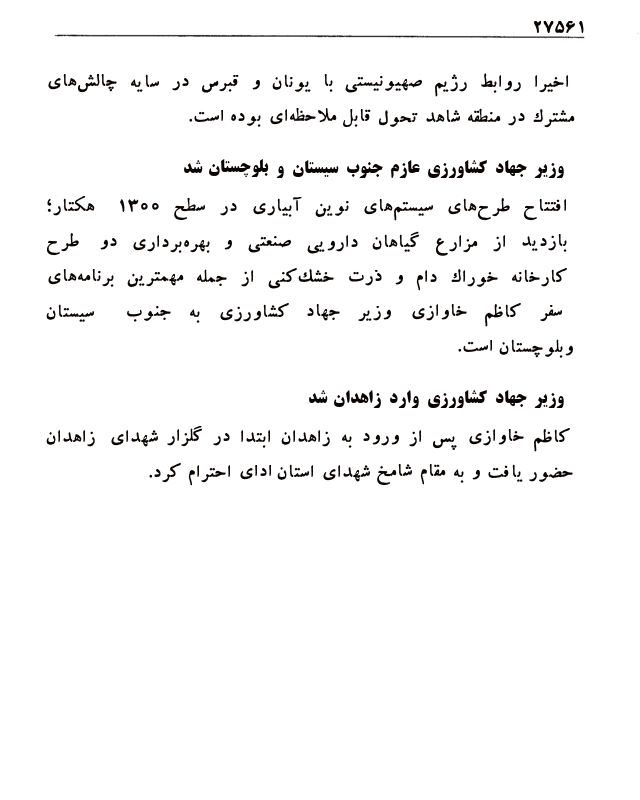 ۲۷۵۶۱
اخیرا روابط رژیم صهیونیستی با یونان و قبرس در سایه چالش‌های
مشترك در منطقه شاهد تحول قابل ملاحظه‌ای بوده است.
وزیر جهاد کشاورزی عازم جنوب سیستان و بلوچستان شد
افتتاح طرح‌های سیستم‌های نوین آبیاری در سطح ۱۳۰۰ هکتار؛
بازدید از مزارع گیاهان دارویی صنعتی و بهره‌برداری دو طرح
کارخانه خوراك دام و ذرت خشك‌کنی از جمله مهمترین برنامه‌های
سفر کاظم خاوازی وزیر جهاد کشاورزی به جنوب سیستان
وبلوچستان است.
وزیر جهاد کشاورزی وارد زاهدان شد
کاظم خاوازی پس از ورود به زاهدان ابتدا در گلزار شهدای زاهدان
حضور یافت و به مقام شامخ شهدای استان ادای احترام کرد.